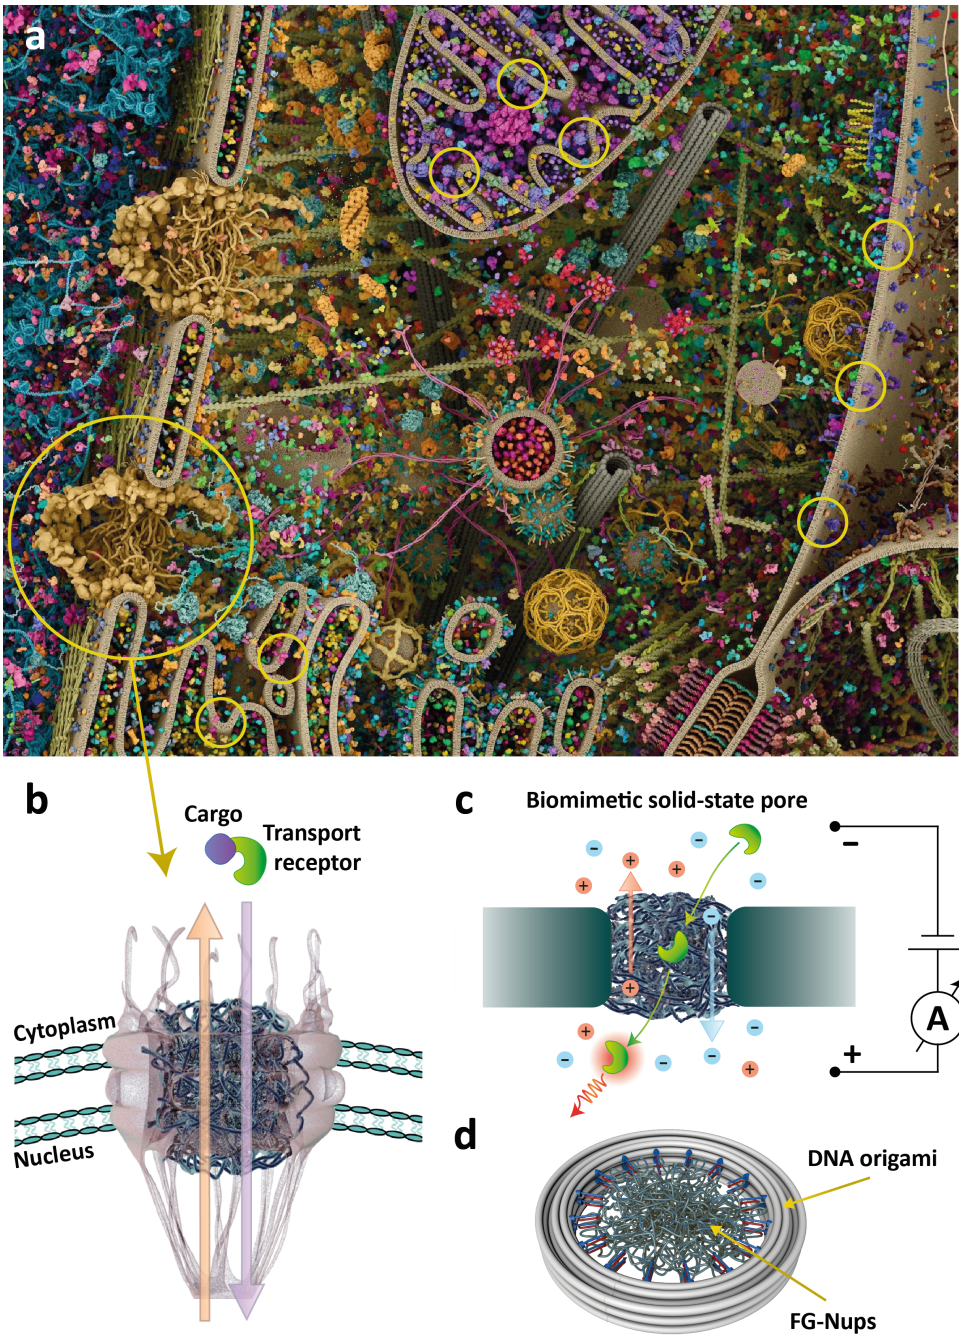 a
b
Cargo
Transport
receptor
Cytoplasm
Nucleus
c
Biomimetic solid-state pore
−
+
−
+
−
+
−
−
+
+
−
−
−
+
−
+
A
d
DNA origami
FG-Nups